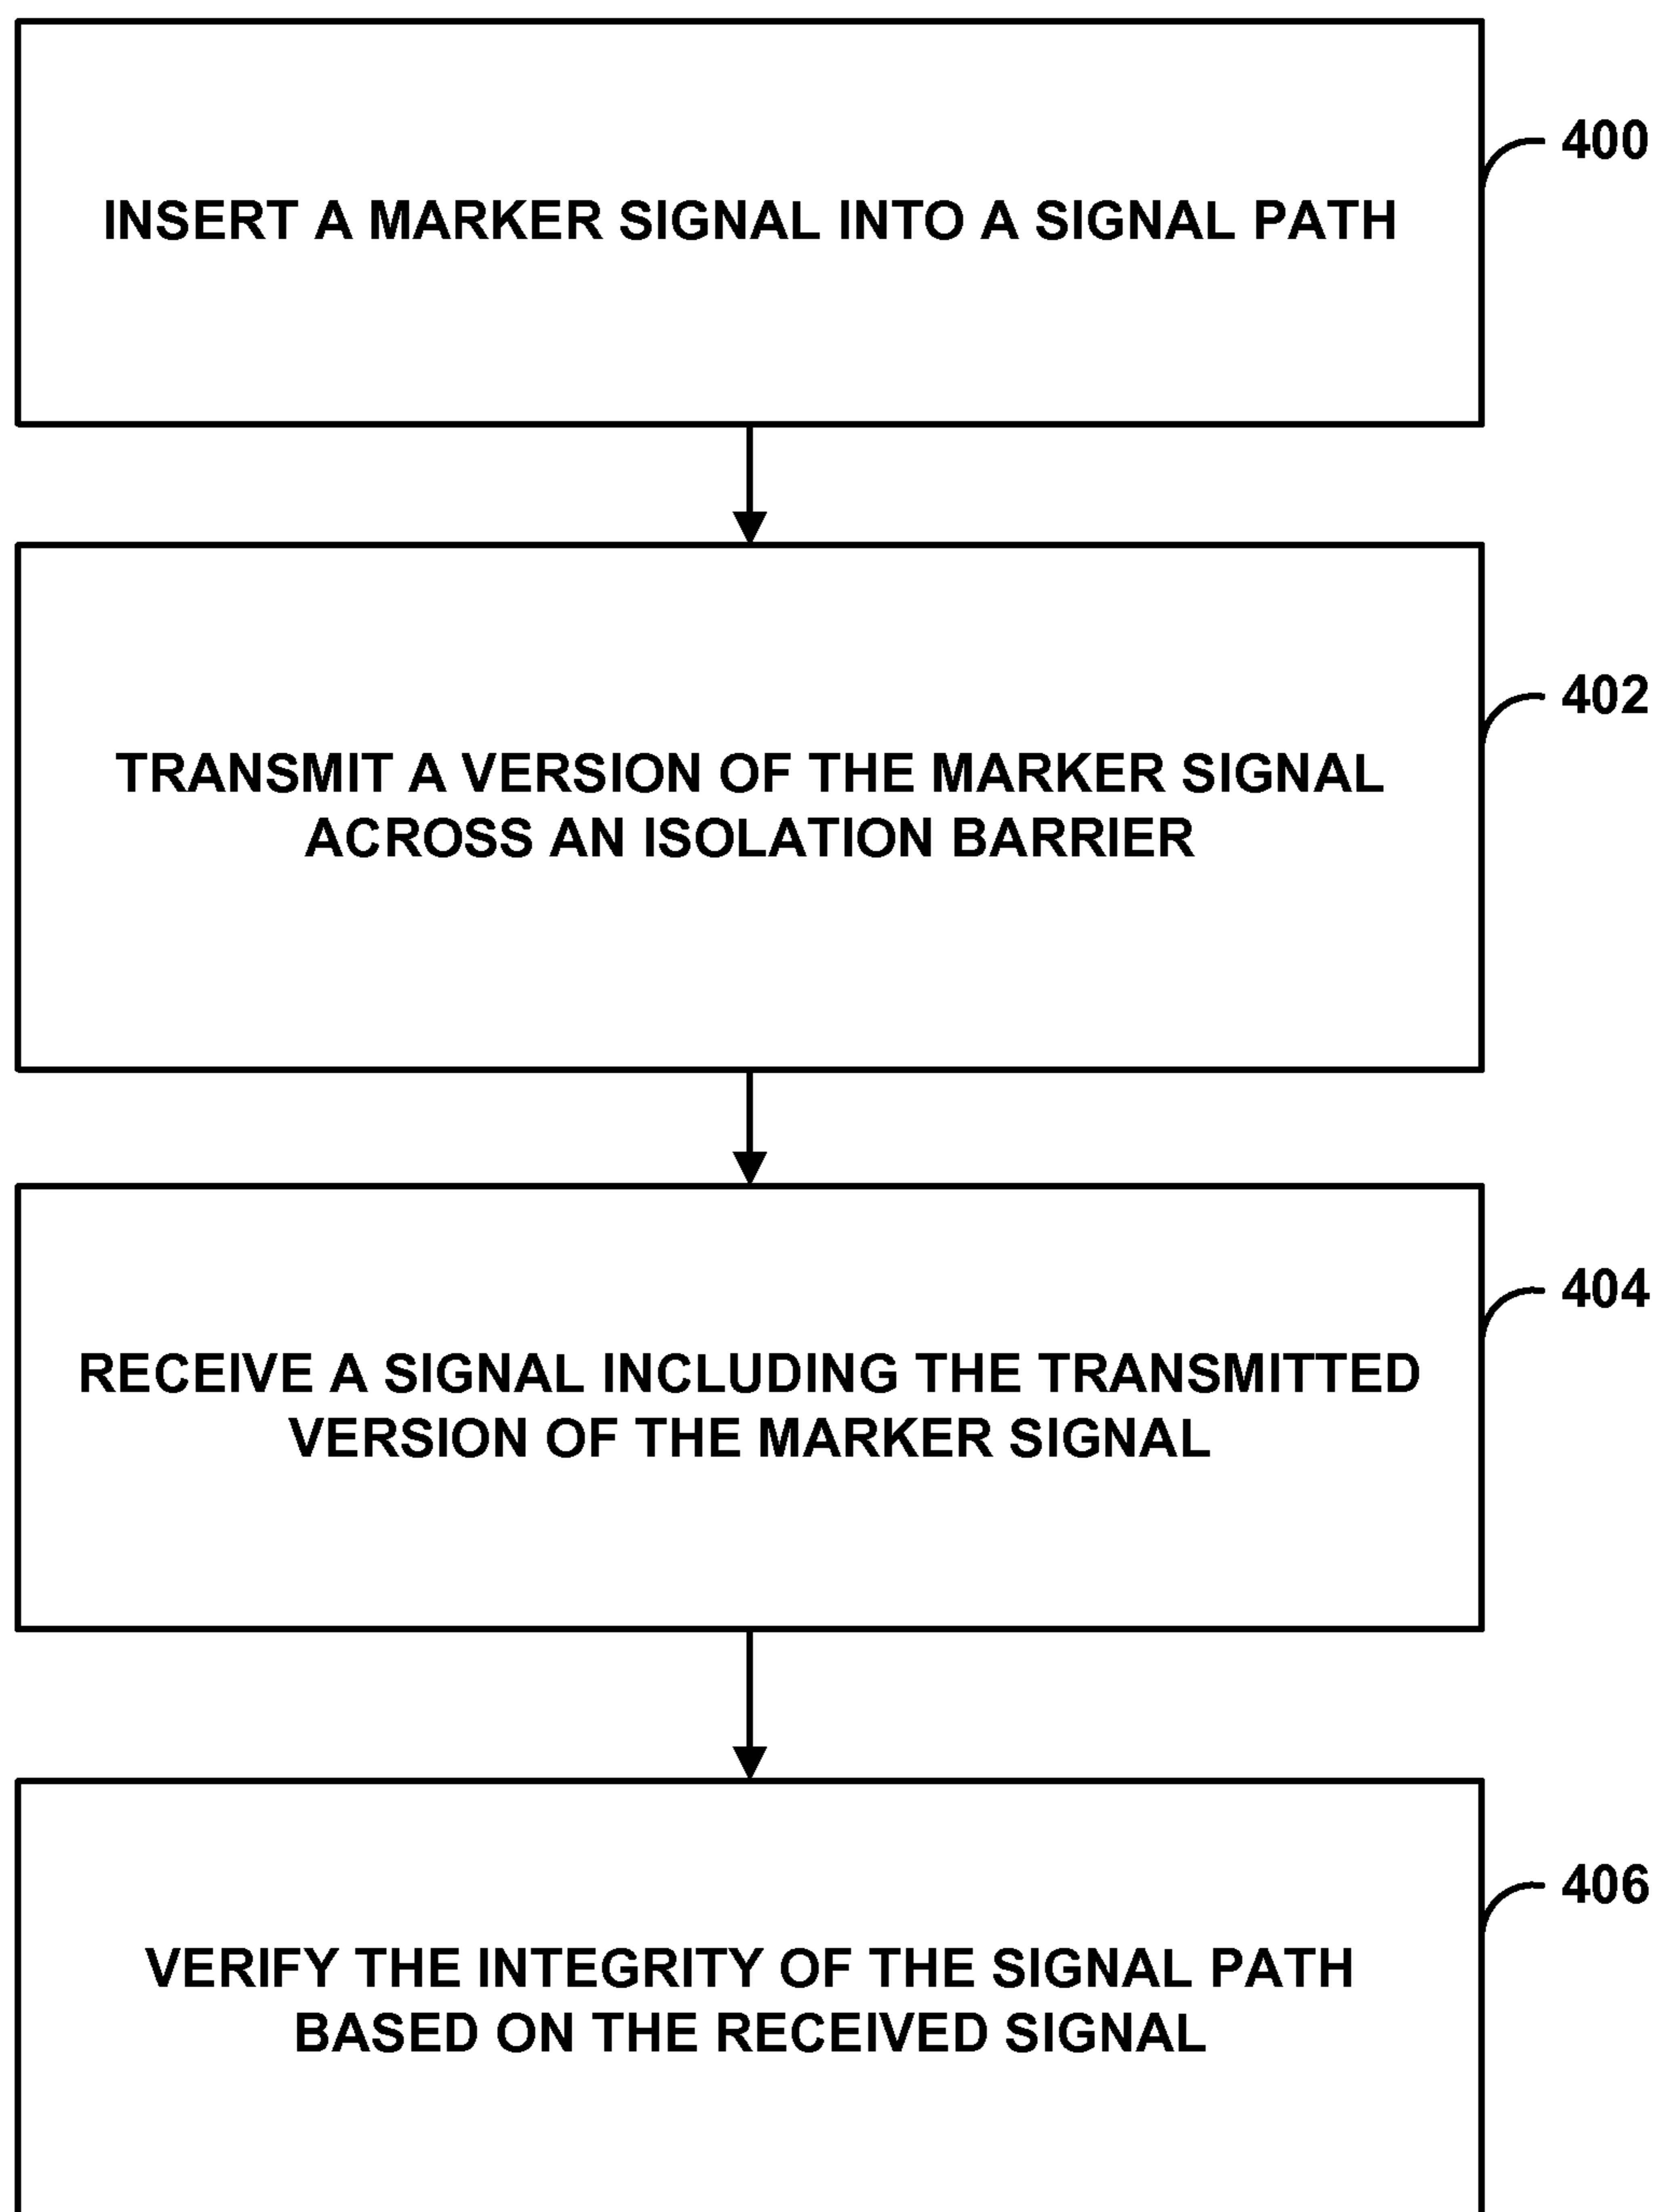 INSERT A MARKER SIGNAL INTO A SIGNAL PATH
400
TRANSMIT A VERSION OF THE MARKER SIGNAL
ACROSS AN ISOLATION BARRIER
402
RECEIVE A SIGNAL INCLUDING THE TRANSMITTED
VERSION OF THE MARKER SIGNAL
404
VERIFY THE INTEGRITY OF THE SIGNAL PATH
BASED ON THE RECEIVED SIGNAL
406